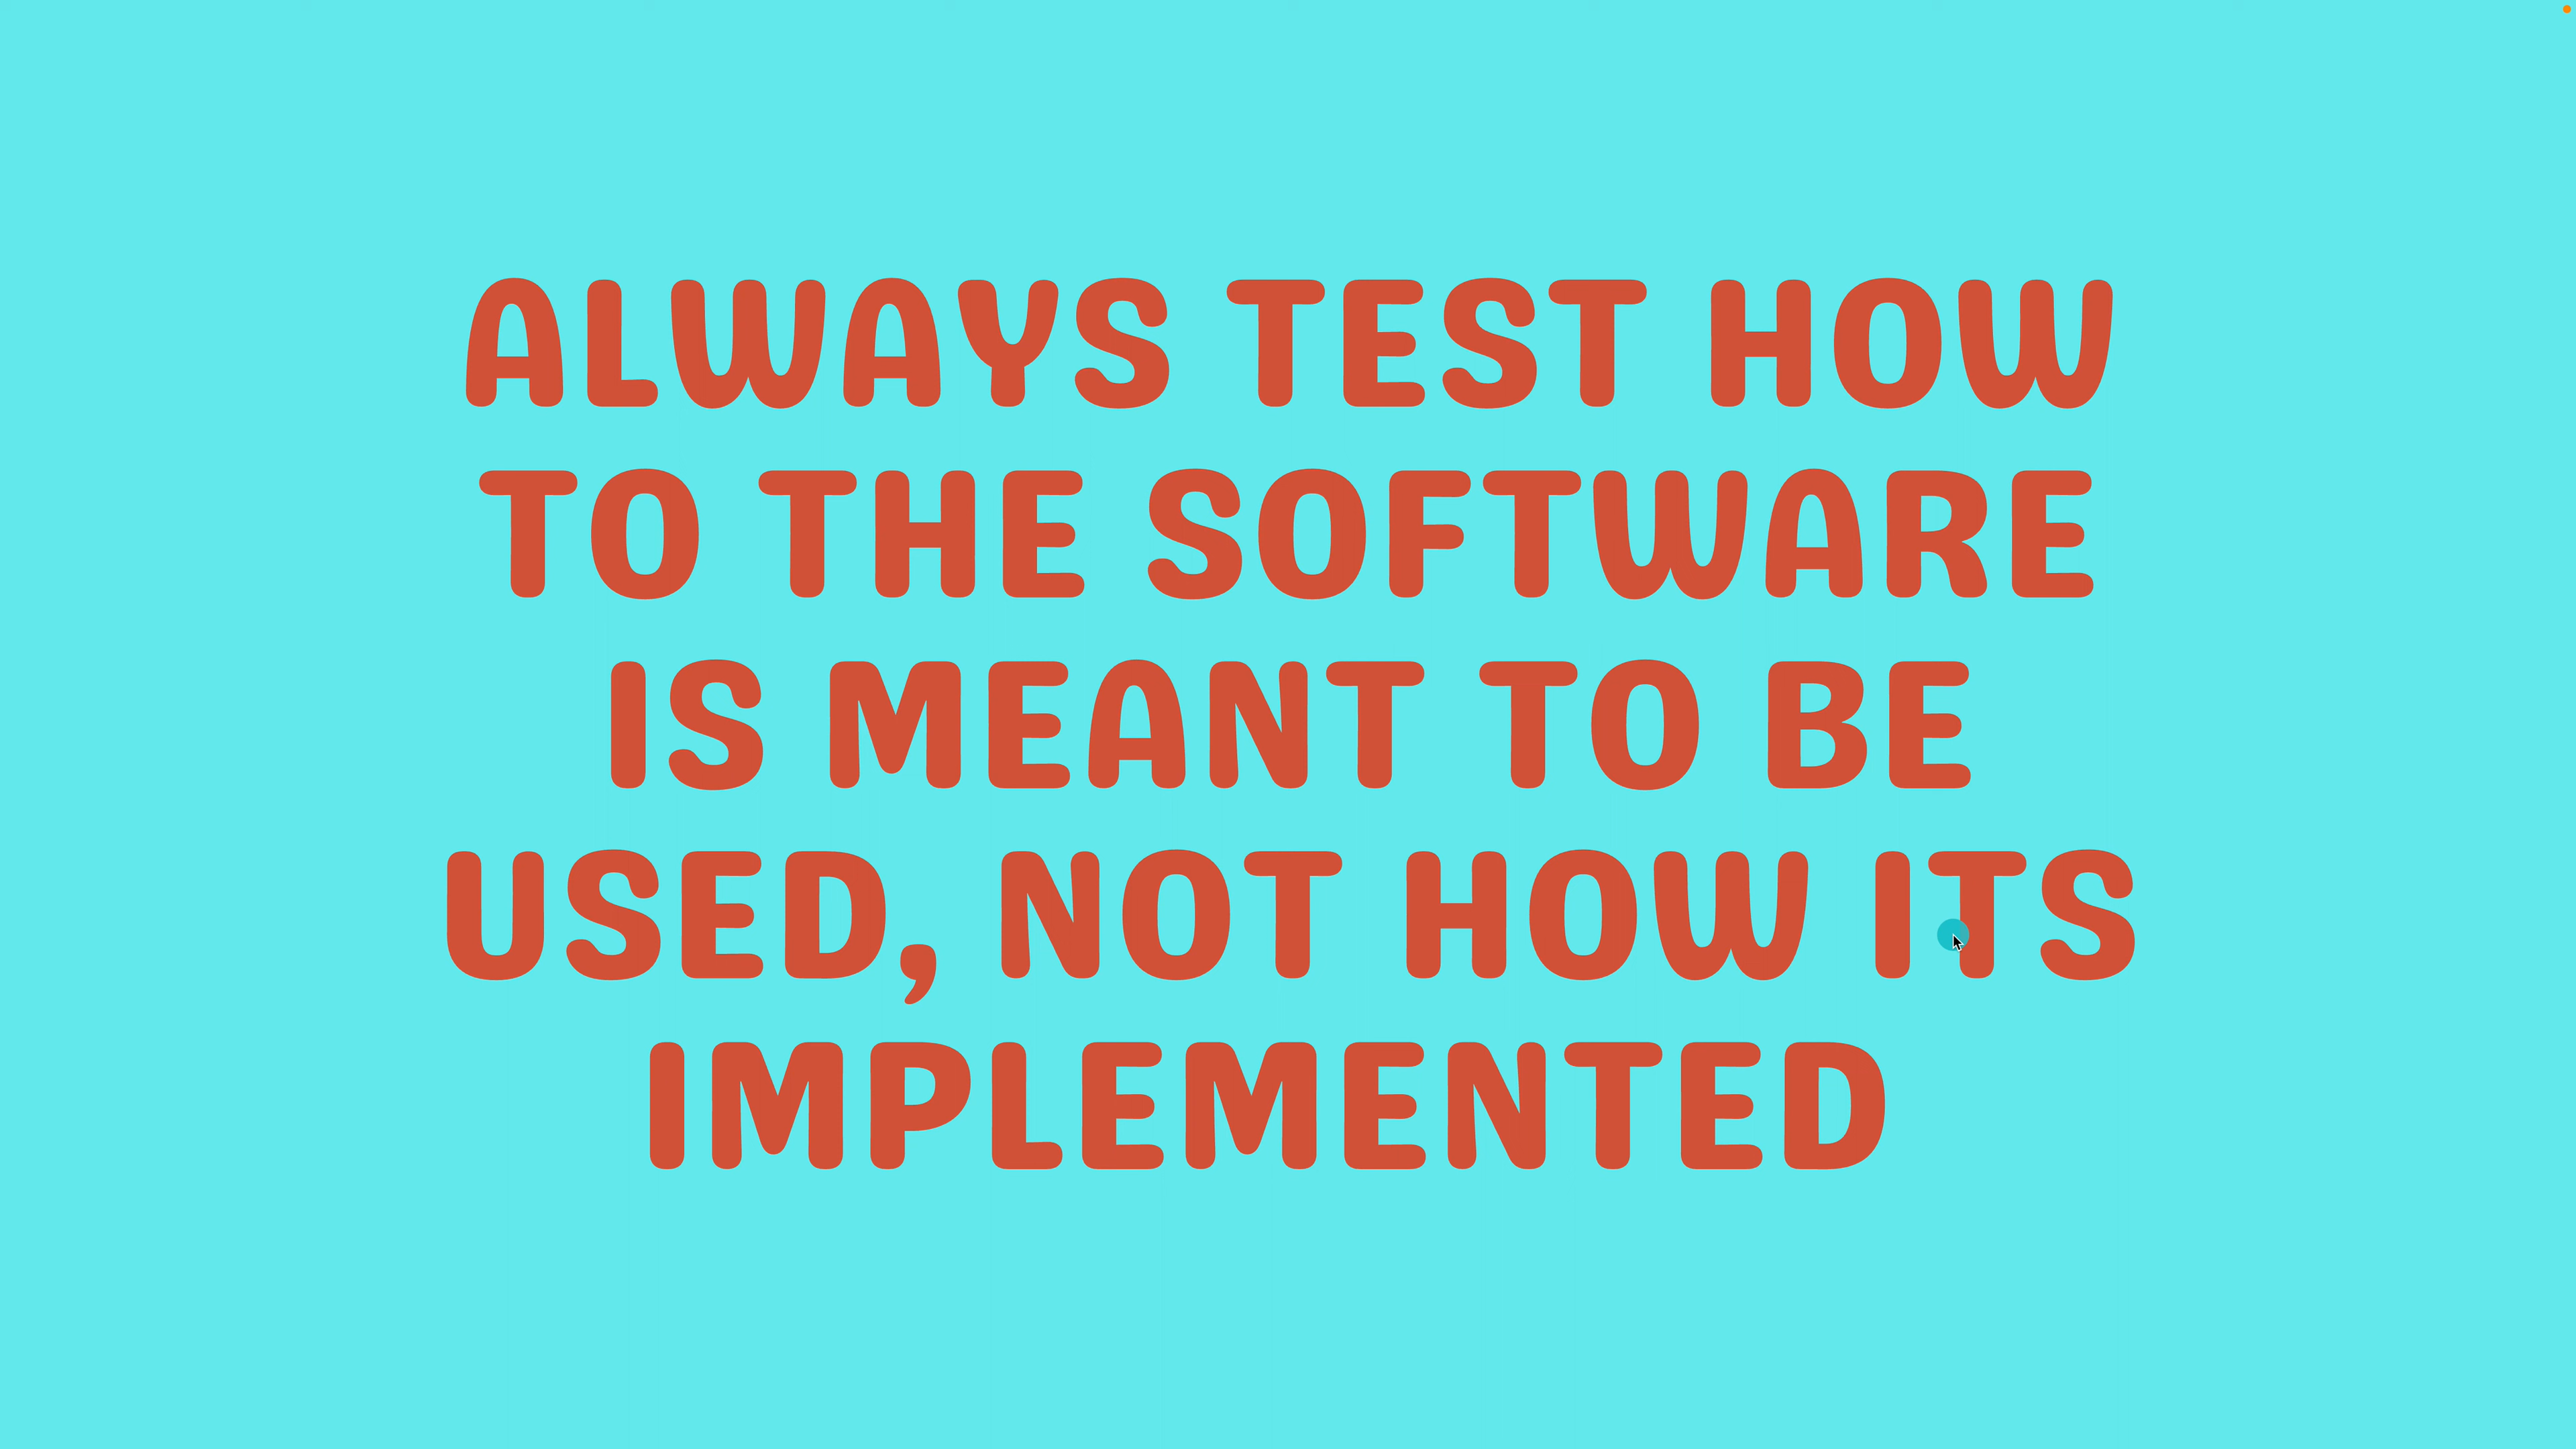 ALWAYS TEST HOW
TO THE SOFTWARE
IS MEANT TO BE
USED, NOT HOW ITS
IMPLEMENTED